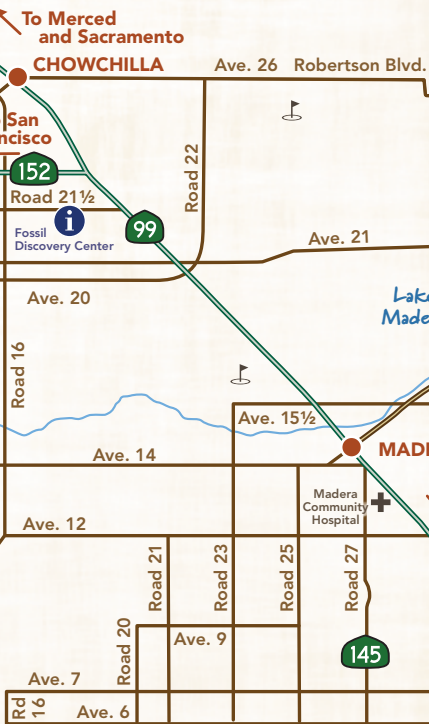 To Merced
and Sacramento
CHOWCHILLA
Ave. 26
Robertson Blvd.
San
ncisco
152
Road 22
Road 21½
i
Fossil
Discovery Center
99
Ave. 21
Ave. 20
Lake
Made
Road 16
Ave. 15½
Ave. 14
MADE
Madera
Community
Hospital
Ave. 12
Road 21
Road 23
Road 25
Road 27
Road 20
Ave. 9
145
Ave. 7
Rd
16
Ave. 6